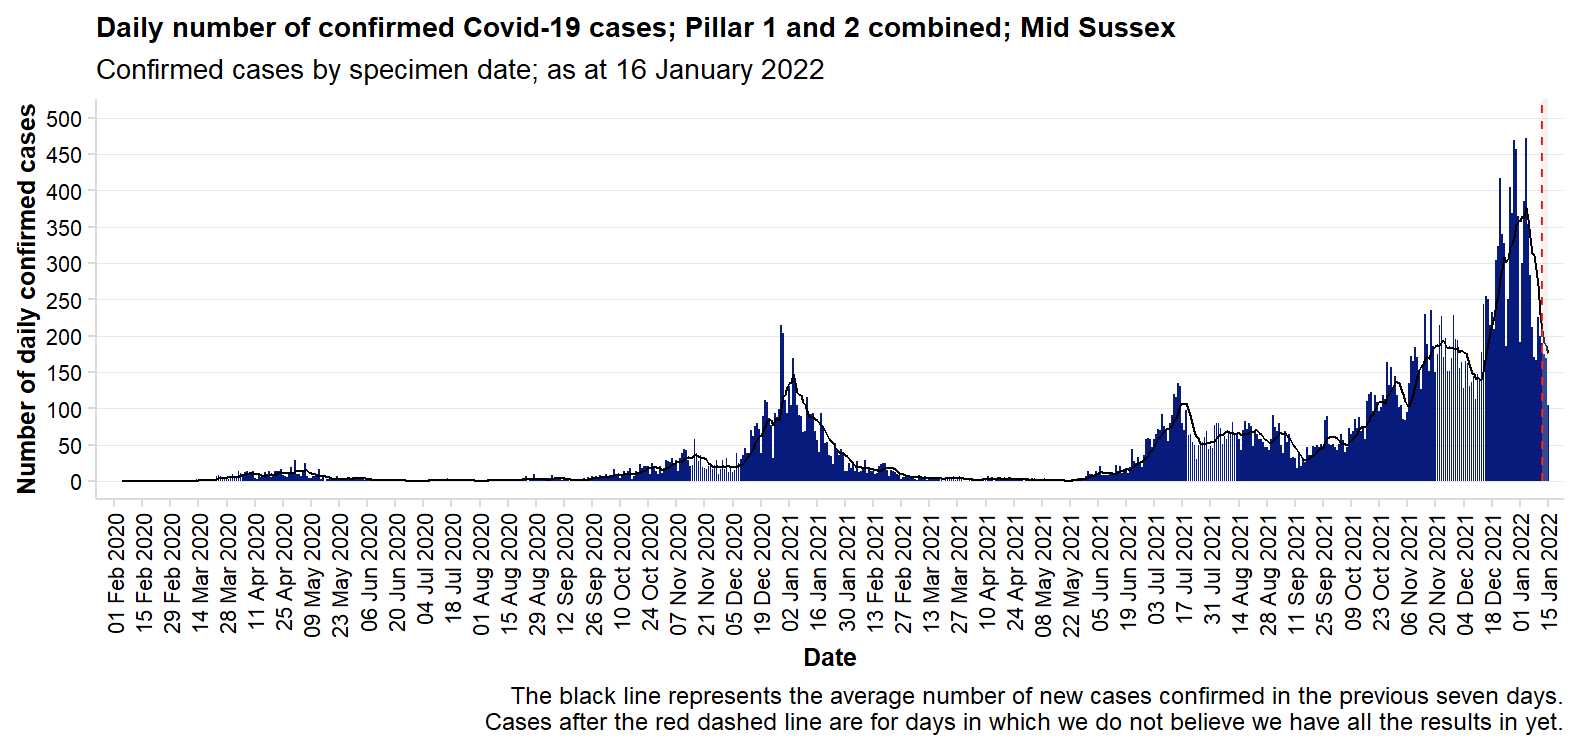 Daily number of confirmed Covid-19 cases; Pillar 1 and 2 combined; Mid Sussex
Confirmed cases by specimen date; as at 16 January 2022
Number of daily confirmed cases
500
450
400
350
300
250
200
150
100
50
0
01 Feb 2020
15 Feb 2020
29 Feb 2020
14 Mar 2020
28 Mar 2020
11 Apr 2020
25 Apr 2020
09 May 2020
23 May 2020
06 Jun 2020
20 Jun 2020
04 Jul 2020
18 Jul 2020
01 Aug 2020
15 Aug 2020
29 Aug 2020
12 Sep 2020
26 Sep 2020
10 Oct 2020
24 Oct 2020
07 Nov 2020
21 Nov 2020
05 Dec 2020
19 Dec 2020
02 Jan 2021
16 Jan 2021
30 Jan 2021
13 Feb 2021
27 Feb 2021
13 Mar 2021
27 Mar 2021
10 Apr 2021
24 Apr 2021
08 May 2021
22 May 2021
05 Jun 2021
19 Jun 2021
03 Jul 2021
17 Jul 2021
31 Jul 2021
14 Aug 2021
28 Aug 2021
11 Sep 2021
25 Sep 2021
09 Oct 2021
23 Oct 2021
06 Nov 2021
20 Nov 2021
04 Dec 2021
18 Dec 2021
01 Jan 2022
15 Jan 2022
Date
The black line represents the average number of new cases confirmed in the previous seven days.
Cases after the red dashed line are for days in which we do not believe we have all the results in yet.